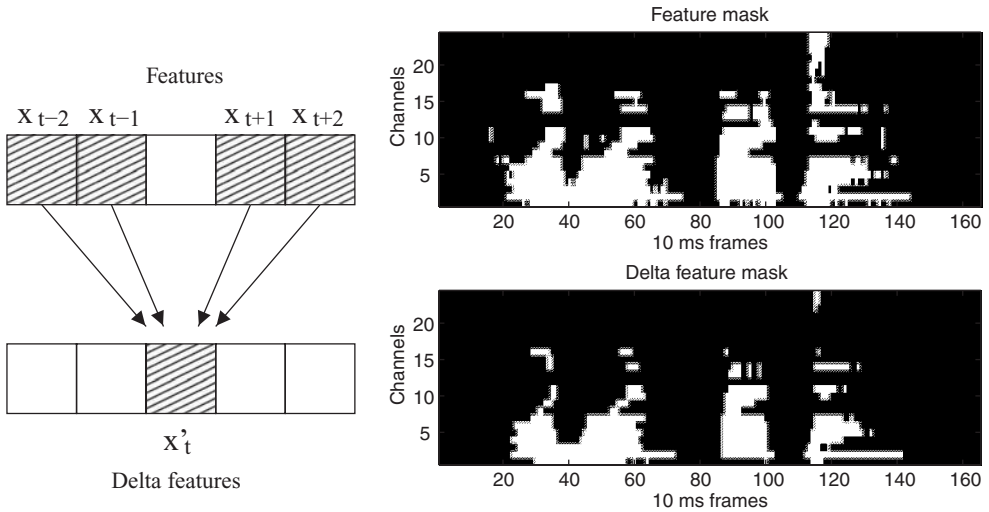 Features
x t−2 x t−1 x t+1 x t+2
x't
Delta features
Feature mask
Channels
20
15
10
5
20 40 60 80 100 120 140 160
10 ms frames
Delta feature mask
Channels
20
15
10
5
20 40 60 80 100 120 140 160
10 ms frames